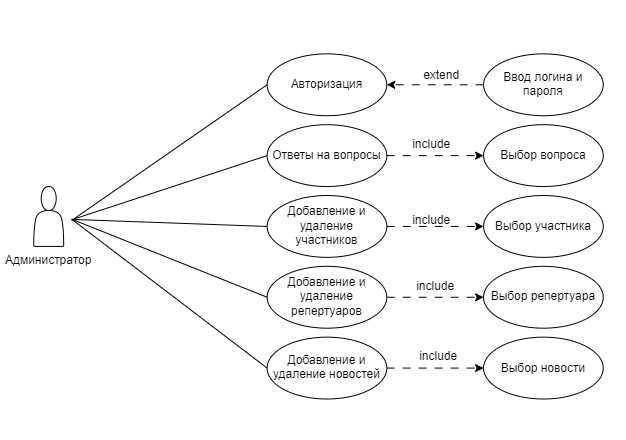 Авторизация
extend
Ввод логина и
пароля
Ответы на вопросы
include
Выбор вопроса
Добавление и
удаление
участников
include
Выбор участника
Администратор
Добавление и
удаление
репертуаров
include
Выбор репертуара
Добавление и
удаление новостей
include
Выбор новости